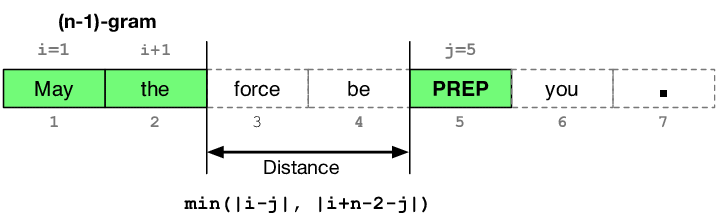 (n-1)-gram
i=1 i+1 j=5
May the force be PREP you .
1 2 3 4 5 6 7
Distance
min(|i-j|, |i+n-2-j|)